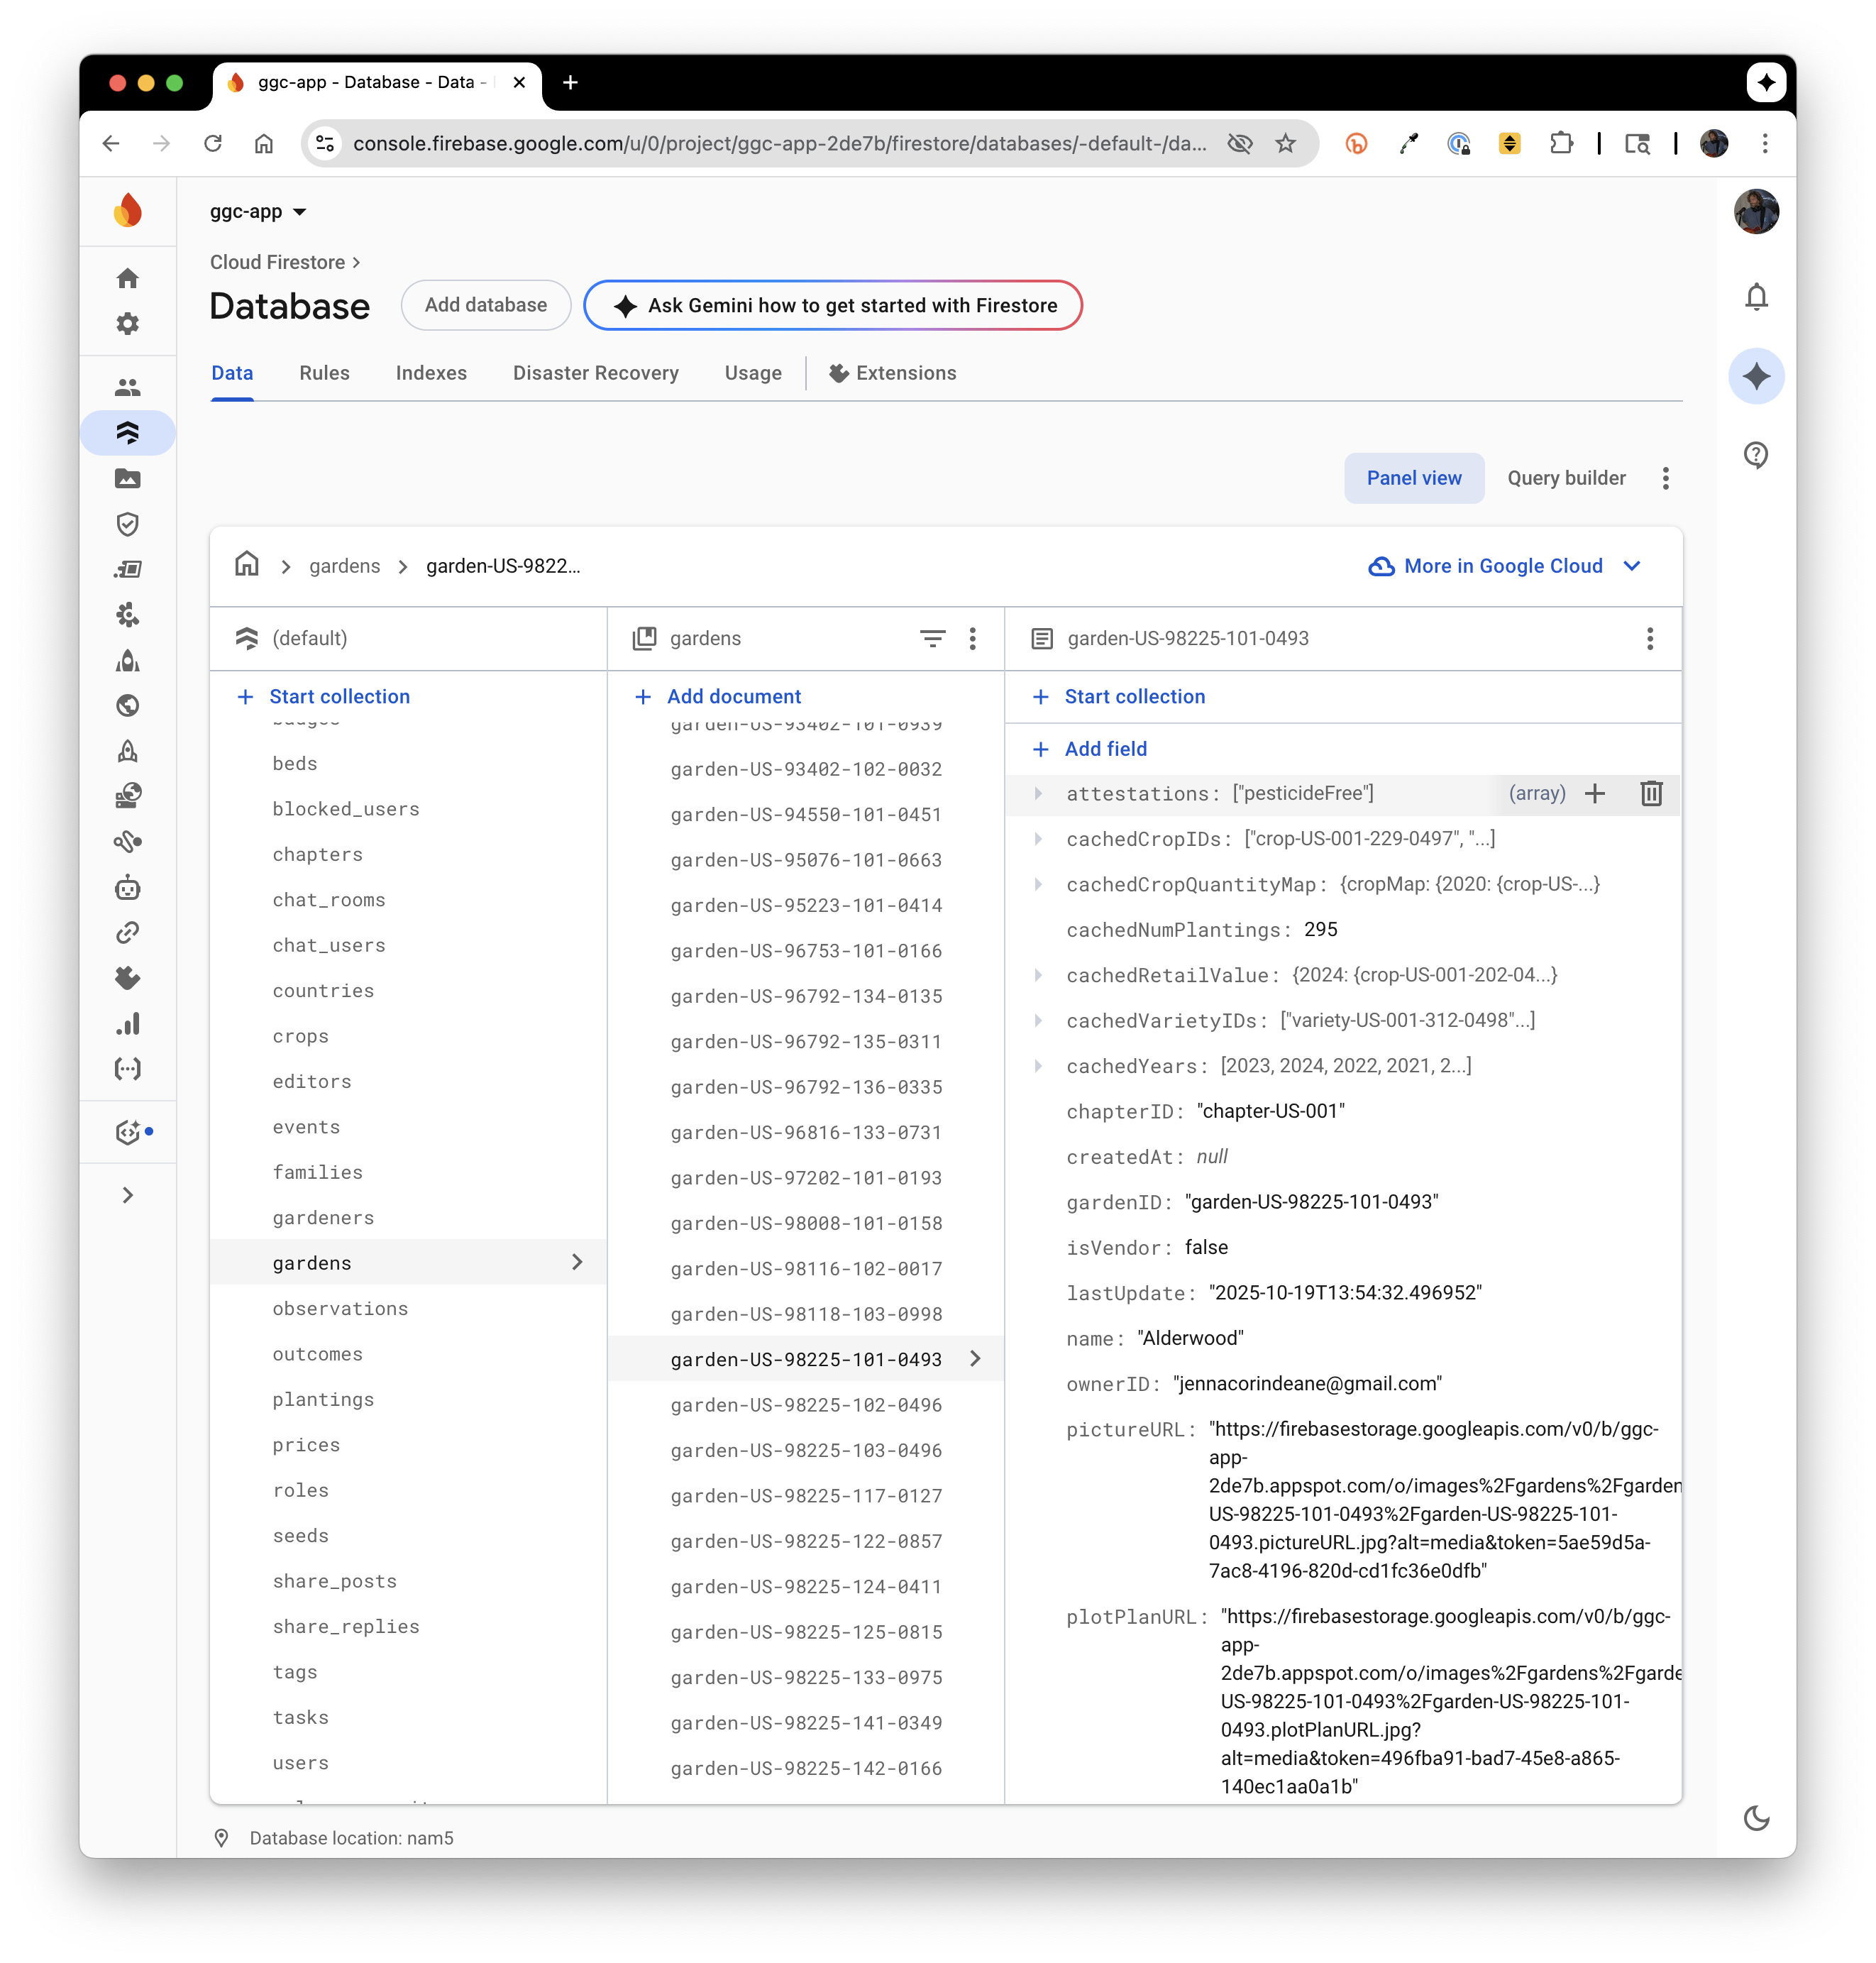 ggc-app - Database - Data -
console.firebase.google.com/u/0/project/ggc-app-2de7b/firestore/databases/-default-/da...
ggc-app
Cloud Firestore
Database
Add database
Ask Gemini how to get started with Firestore
Data
Rules
Indexes
Disaster Recovery
Usage
Extensions
Panel view
Query builder
gardens
garden-US-9822...
More in Google Cloud
(default)
Start collection
beds
blocked_users
chapters
chat_rooms
chat_users
countries
crops
editors
events
families
gardeners
gardens
observations
outcomes
plantings
prices
roles
seeds
share_posts
share_replies
tags
tasks
users
gardens
Add document
garden-US-93402-101-0939
garden-US-93402-102-0032
garden-US-94550-101-0451
garden-US-95076-101-0663
garden-US-95223-101-0414
garden-US-96753-101-0166
garden-US-96792-134-0135
garden-US-96792-135-0311
garden-US-96792-136-0335
garden-US-96816-133-0731
garden-US-97202-101-0193
garden-US-98008-101-0158
garden-US-98116-102-0017
garden-US-98118-103-0998
garden-US-98225-101-0493
garden-US-98225-102-0496
garden-US-98225-103-0496
garden-US-98225-117-0127
garden-US-98225-122-0857
garden-US-98225-124-0411
garden-US-98225-125-0815
garden-US-98225-133-0975
garden-US-98225-141-0349
garden-US-98225-142-0166
garden-US-98225-101-0493
Start collection
Add field
attestations: ["pesticideFree"] (array)
cachedCropIDs: ["crop-US-001-229-0497", "...]
cachedCropQuantityMap: {cropMap: {2020: {crop-US-...}
cachedNumPlantings: 295
cachedRetailValue: {2024: {crop-US-001-202-04...}
cachedVarietyIDs: ["variety-US-001-312-0498"...]
cachedYears: [2023, 2024, 2022, 2021, 2...]
chapterID: "chapter-US-001"
createdAt: null
gardenID: "garden-US-98225-101-0493"
isVendor: false
lastUpdate: "2025-10-19T13:54:32.496952"
name: "Alderwood"
ownerID: "jennacorindeane@gmail.com"
pictureURL: "https://firebasestorage.googleapis.com/v0/b/ggc-
app-
2de7b.appspot.com/o/images%2Fgardens%2Fgarden
US-98225-101-0493%2Fgarden-US-98225-101-
0493.pictureURL.jpg?alt=media&token=5ae59d5a-
7ac8-4196-820d-cd1fc36e0dfb"
plotPlanURL: "https://firebasestorage.googleapis.com/v0/b/ggc-
app-
2de7b.appspot.com/o/images%2Fgardens%2Fgarde
US-98225-101-0493%2Fgarden-US-98225-101-
0493.plotPlanURL.jpg?
alt=media&token=496fba91-bad7-45e8-a865-
140ec1aa0a1b"
Database location: nam5